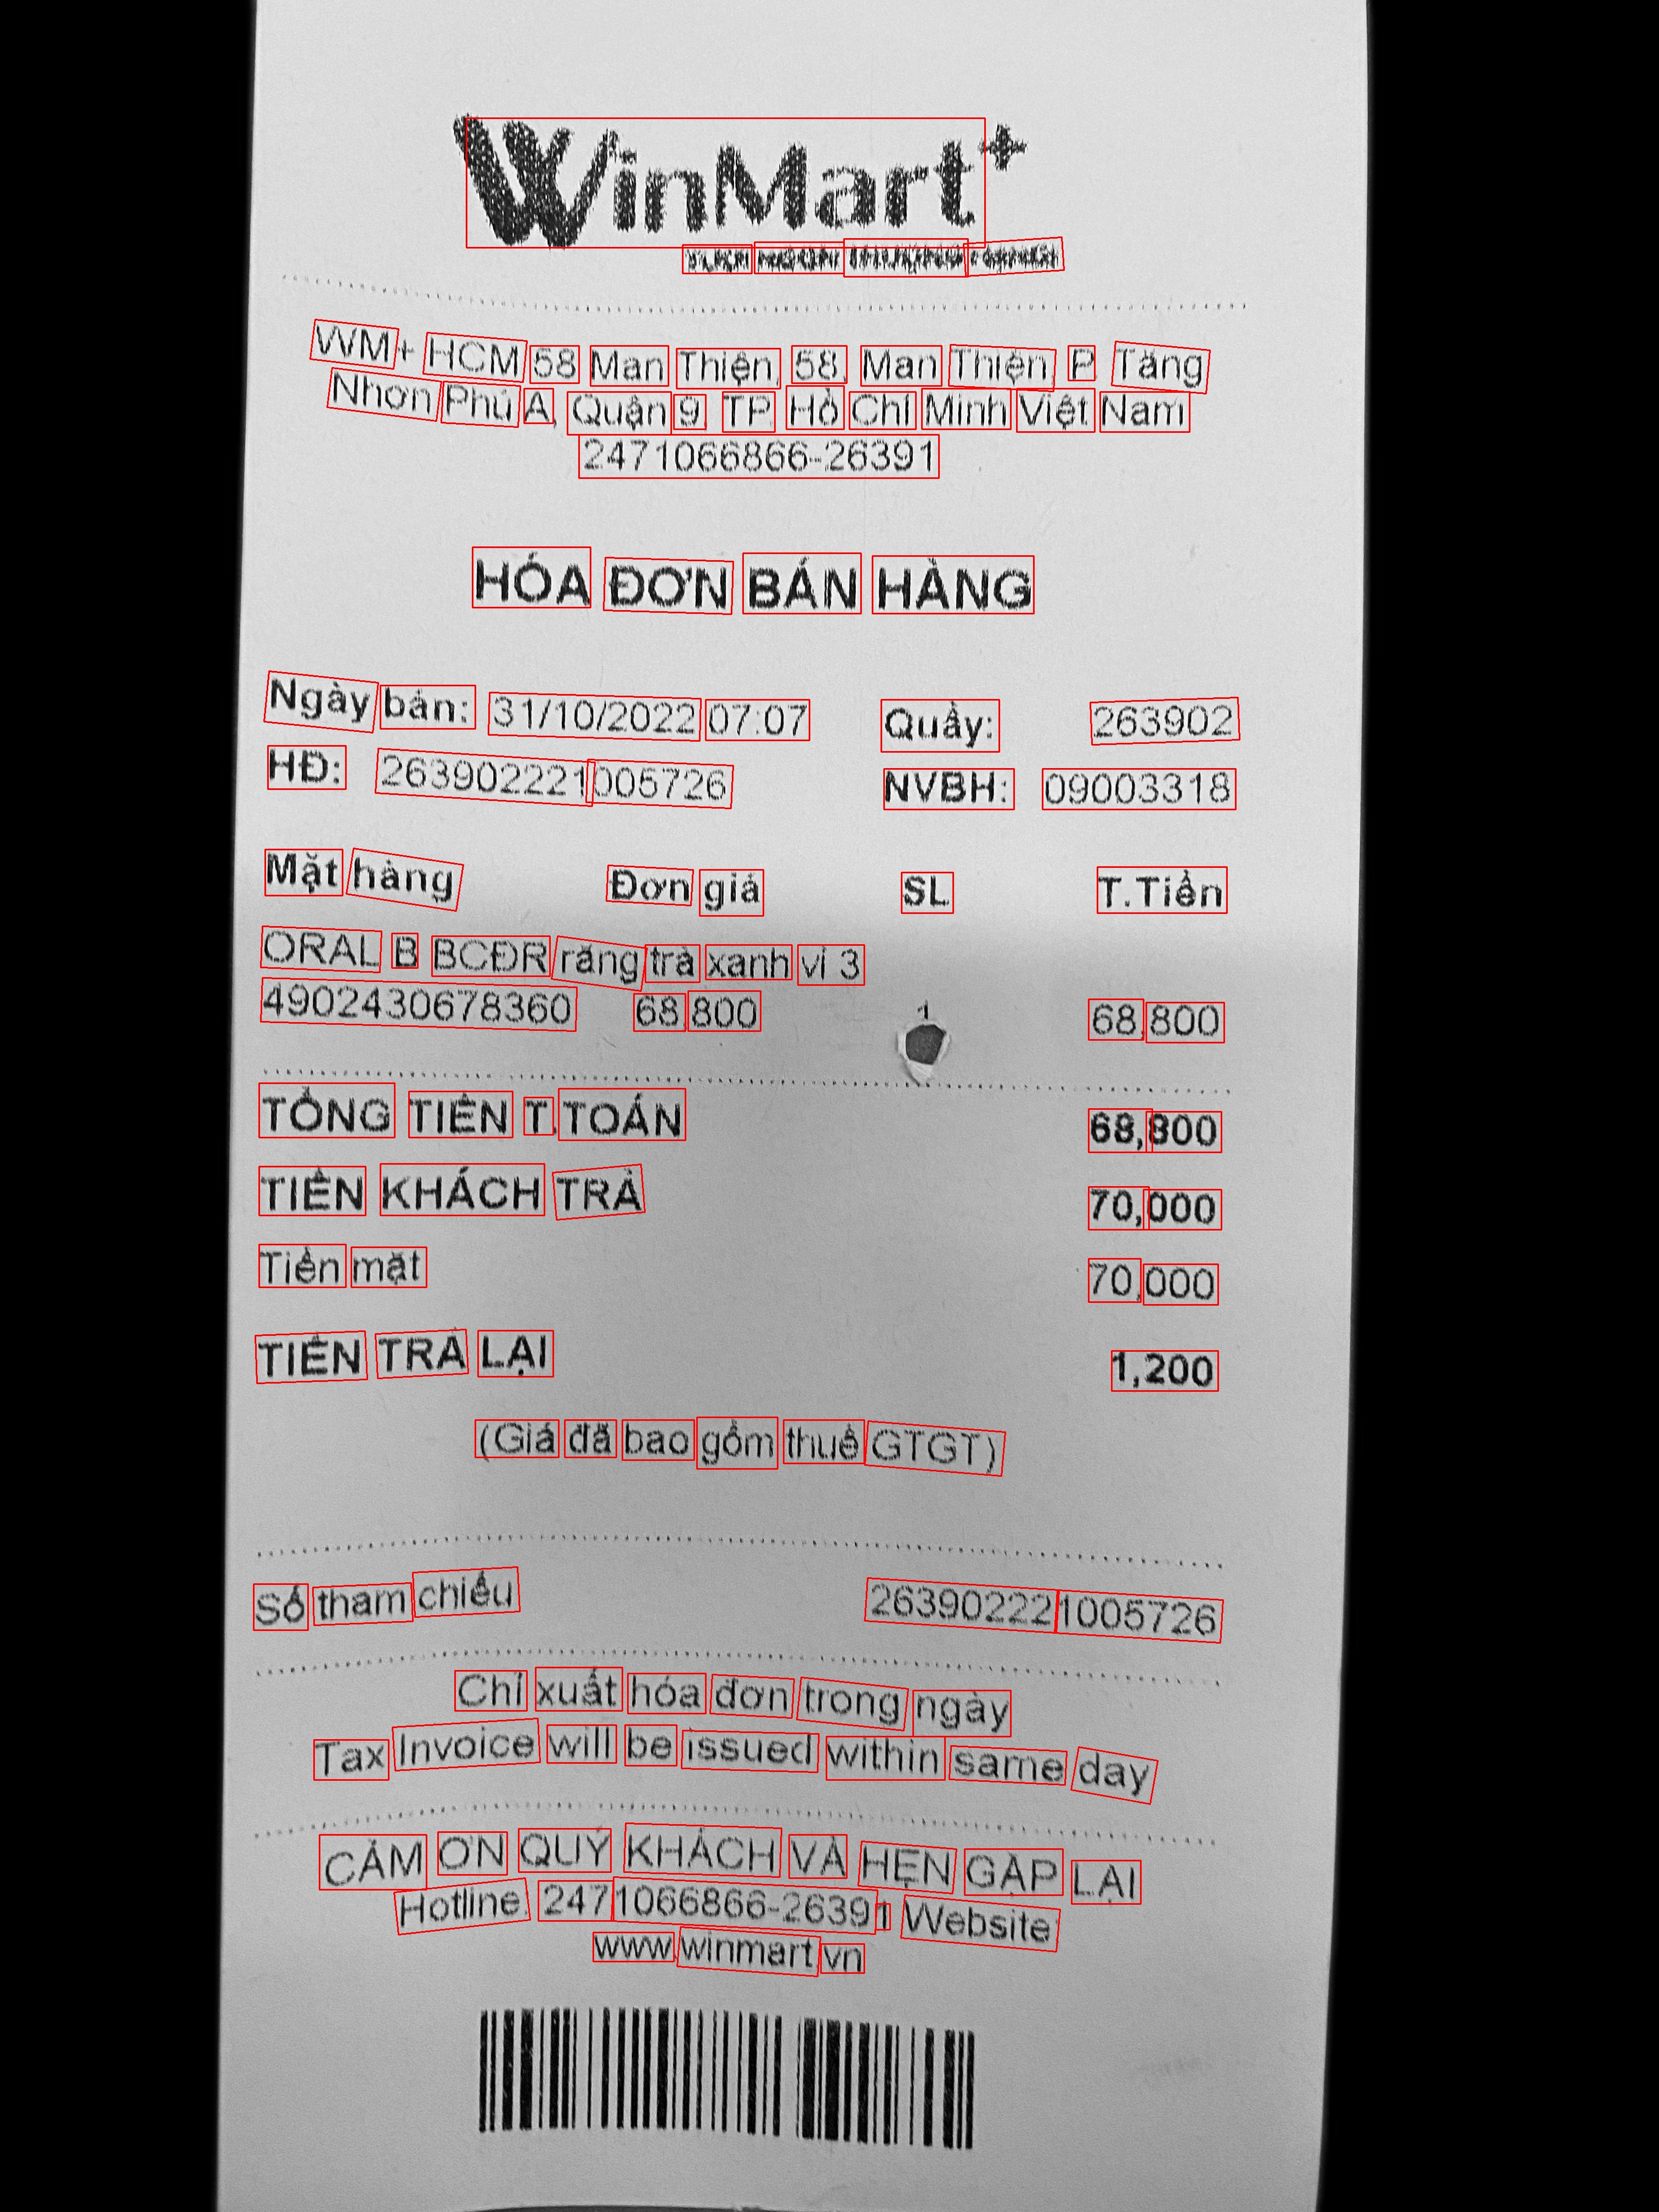 WinMart+
WM+ HCM 58 Man Thiện, 58, Man Thiện, P. Tăng
Nhơn Phú A, Quận 9, TP. Hồ Chí Minh Việt Nam
2471066866-26391
HÓA ĐƠN BÁN HÀNG
Ngày bán: 31/10/2022 07:07 Quầy: 263902
HĐ: 263902221005726 NVBH: 09003318
Mặt hàng Đơn giá SL T.Tiền
ORAL B BCĐR răng trà xanh vỉ 3
4902430678360 68,800 1 68,800
TỔNG TIỀN T.TOÁN 68,800
TIỀN KHÁCH TRẢ 70,000
Tiền mặt 70,000
TIỀN TRẢ LẠI 1,200
(Giá đã bao gồm thuế GTGT)
Số tham chiếu 263902221005726
Chỉ xuất hóa đơn trong ngày
Tax Invoice will be issued within same day
CẢM ƠN QUÝ KHÁCH VÀ HẸN GẶP LẠI
Hotline: 2471066866-26391 Website:
www.winmart.vn